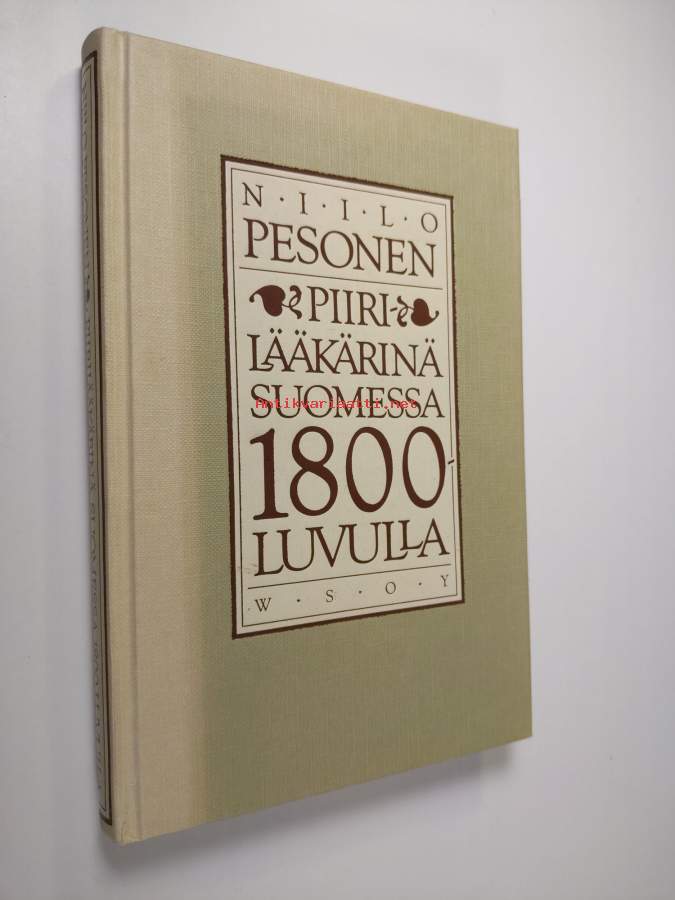 N·I·I·L·O
PESONEN
PIIRI-
LÄÄKÄRINÄ
SUOMESSA
Antikvariaatti.net
1800-
LUVULLA
W·S·O·Y